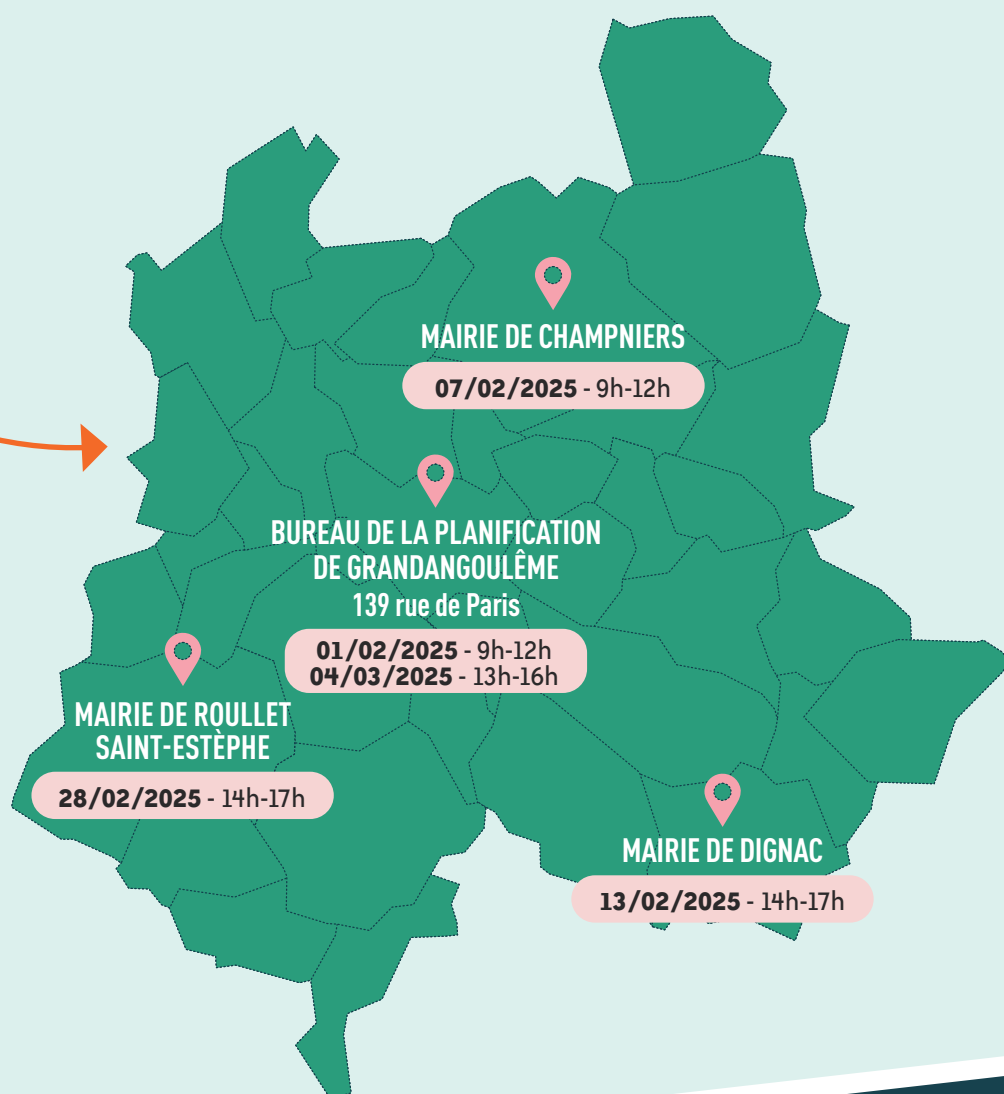 MAIRIE DE CHAMPNIERS
07/02/2025 - 9h-12h
BUREAU DE LA PLANIFICATION
DE GRANDANGOULÊME
139 rue de Paris
01/02/2025 - 9h-12h
04/03/2025 - 13h-16h
MAIRIE DE ROULLET
SAINT-ESTÈPHE
28/02/2025 - 14h-17h
MAIRIE DE DIGNAC
13/02/2025 - 14h-17h